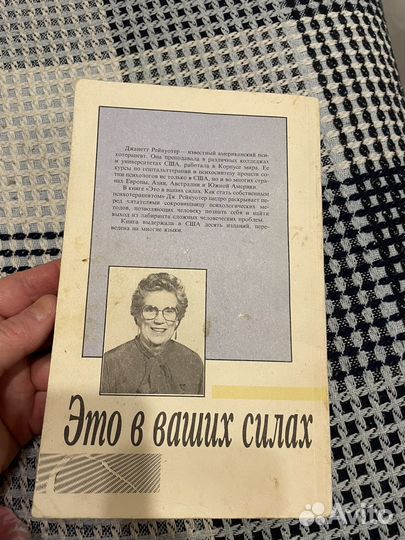 Джанетт Рейнуотер — известный американский пси-
хотерапевт. Она преподавала в различных колледжах
и университетах США, работала в Корпусе мира. Ее
курсы по гештальттерапии и психосинтезу прошли со-
тни психологов не только в США, но и во многих стра-
нах Европы, Азии, Австралии и Южной Америки.
В книге «Это в ваших силах. Как стать собственным
психотерапевтом» Дж. Рейнуотер щедро раскрывает пе-
ред читателями сокровищницу психологических ме-
тодов, позволяющих человеку познать себя и найти
выход из лабиринта сложных человеческих проблем.
Книга выдержала в США десять изданий, пере-
ведена на многие языки.
Это в ваших силах
Avito